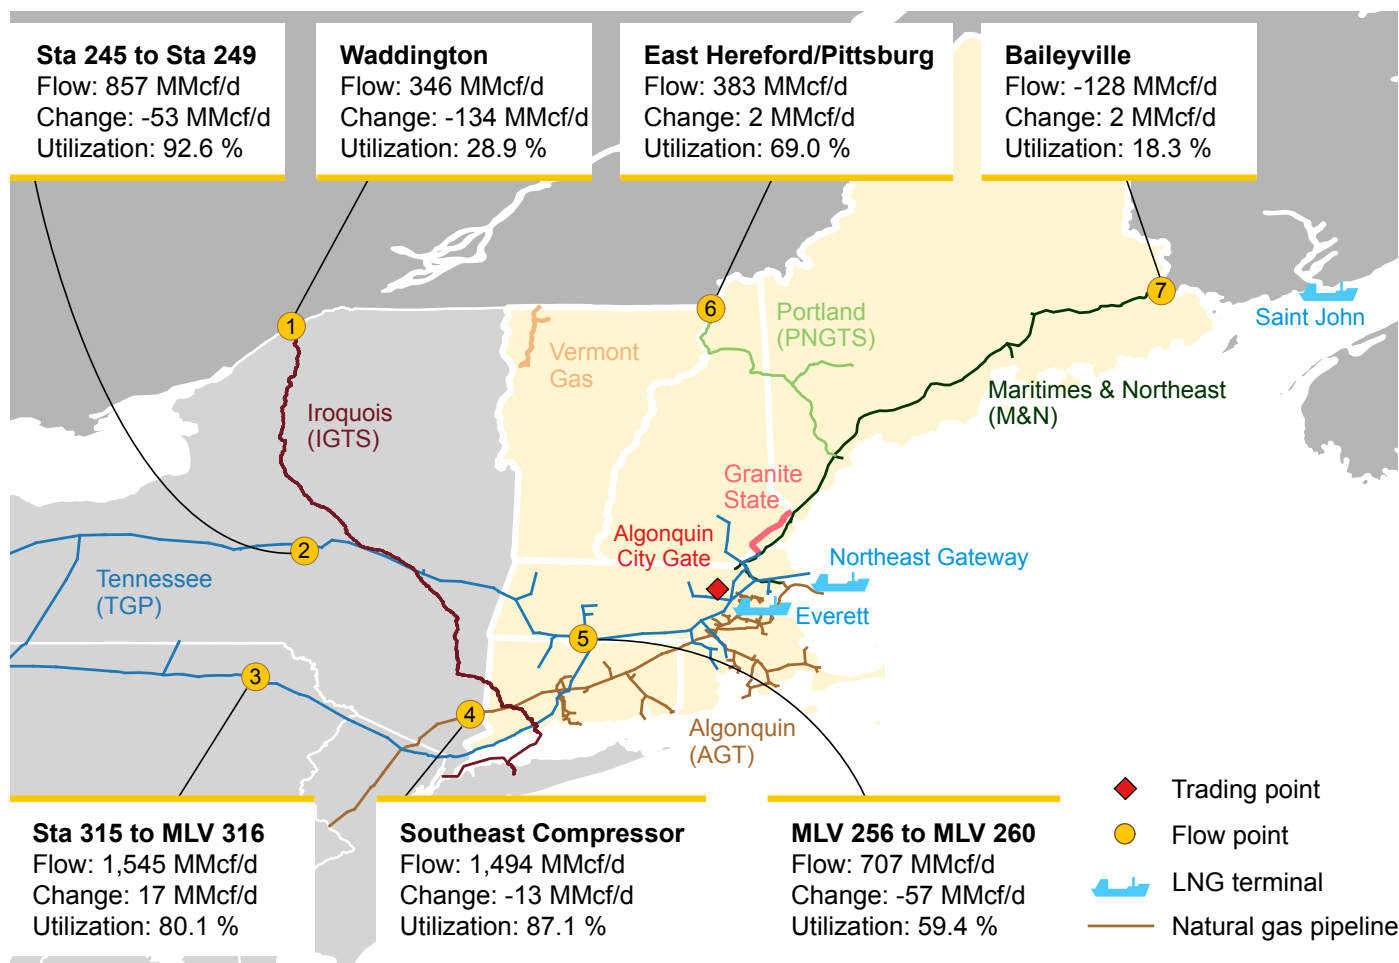 Sta 245 to Sta 249
Flow: 857 MMcf/d
Change: -53 MMcf/d
Utilization: 92.6 %
Waddington
Flow: 346 MMcf/d
Change: -134 MMcf/d
Utilization: 28.9 %
East Hereford/Pittsburg
Flow: 383 MMcf/d
Change: 2 MMcf/d
Utilization: 69.0 %
Baileyville
Flow: -128 MMcf/d
Change: 2 MMcf/d
Utilization: 18.3 %
7
6
1
Saint John
Portland
(PNGTS)
Vermont
Gas
Maritimes & Northeast
(M&N)
Iroquois
(IGTS)
Granite
State
Algonquin
City Gate
2
Northeast Gateway
Tennessee
(TGP)
Everett
5
3
4
Algonquin
(AGT)
Sta 315 to MLV 316
Flow: 1,545 MMcf/d
Change: 17 MMcf/d
Utilization: 80.1 %
Southeast Compressor
Flow: 1,494 MMcf/d
Change: -13 MMcf/d
Utilization: 87.1 %
MLV 256 to MLV 260
Flow: 707 MMcf/d
Change: -57 MMcf/d
Utilization: 59.4 %
Trading point
Flow point
LNG terminal
Natural gas pipeline